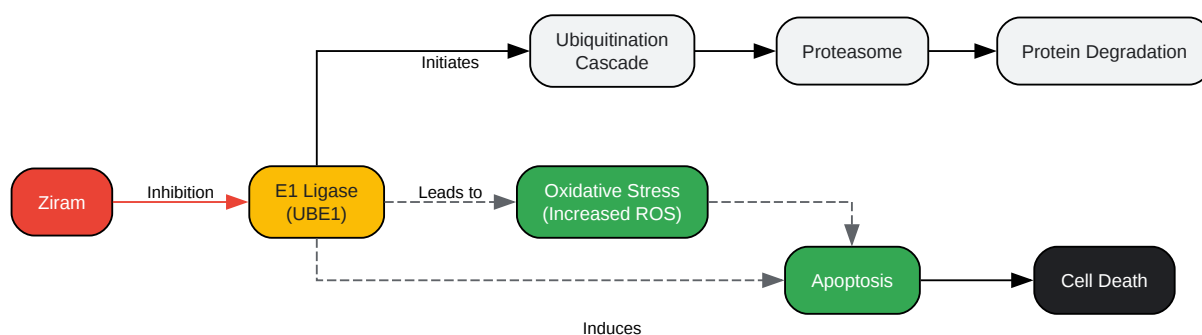 Ubiquitination
Cascade
Proteasome
Protein Degradation
Initiates
Ziram
Inhibition
E1 Ligase
(UBE1)
Leads to
Oxidative Stress
(Increased ROS)
Apoptosis
Cell Death
Induces